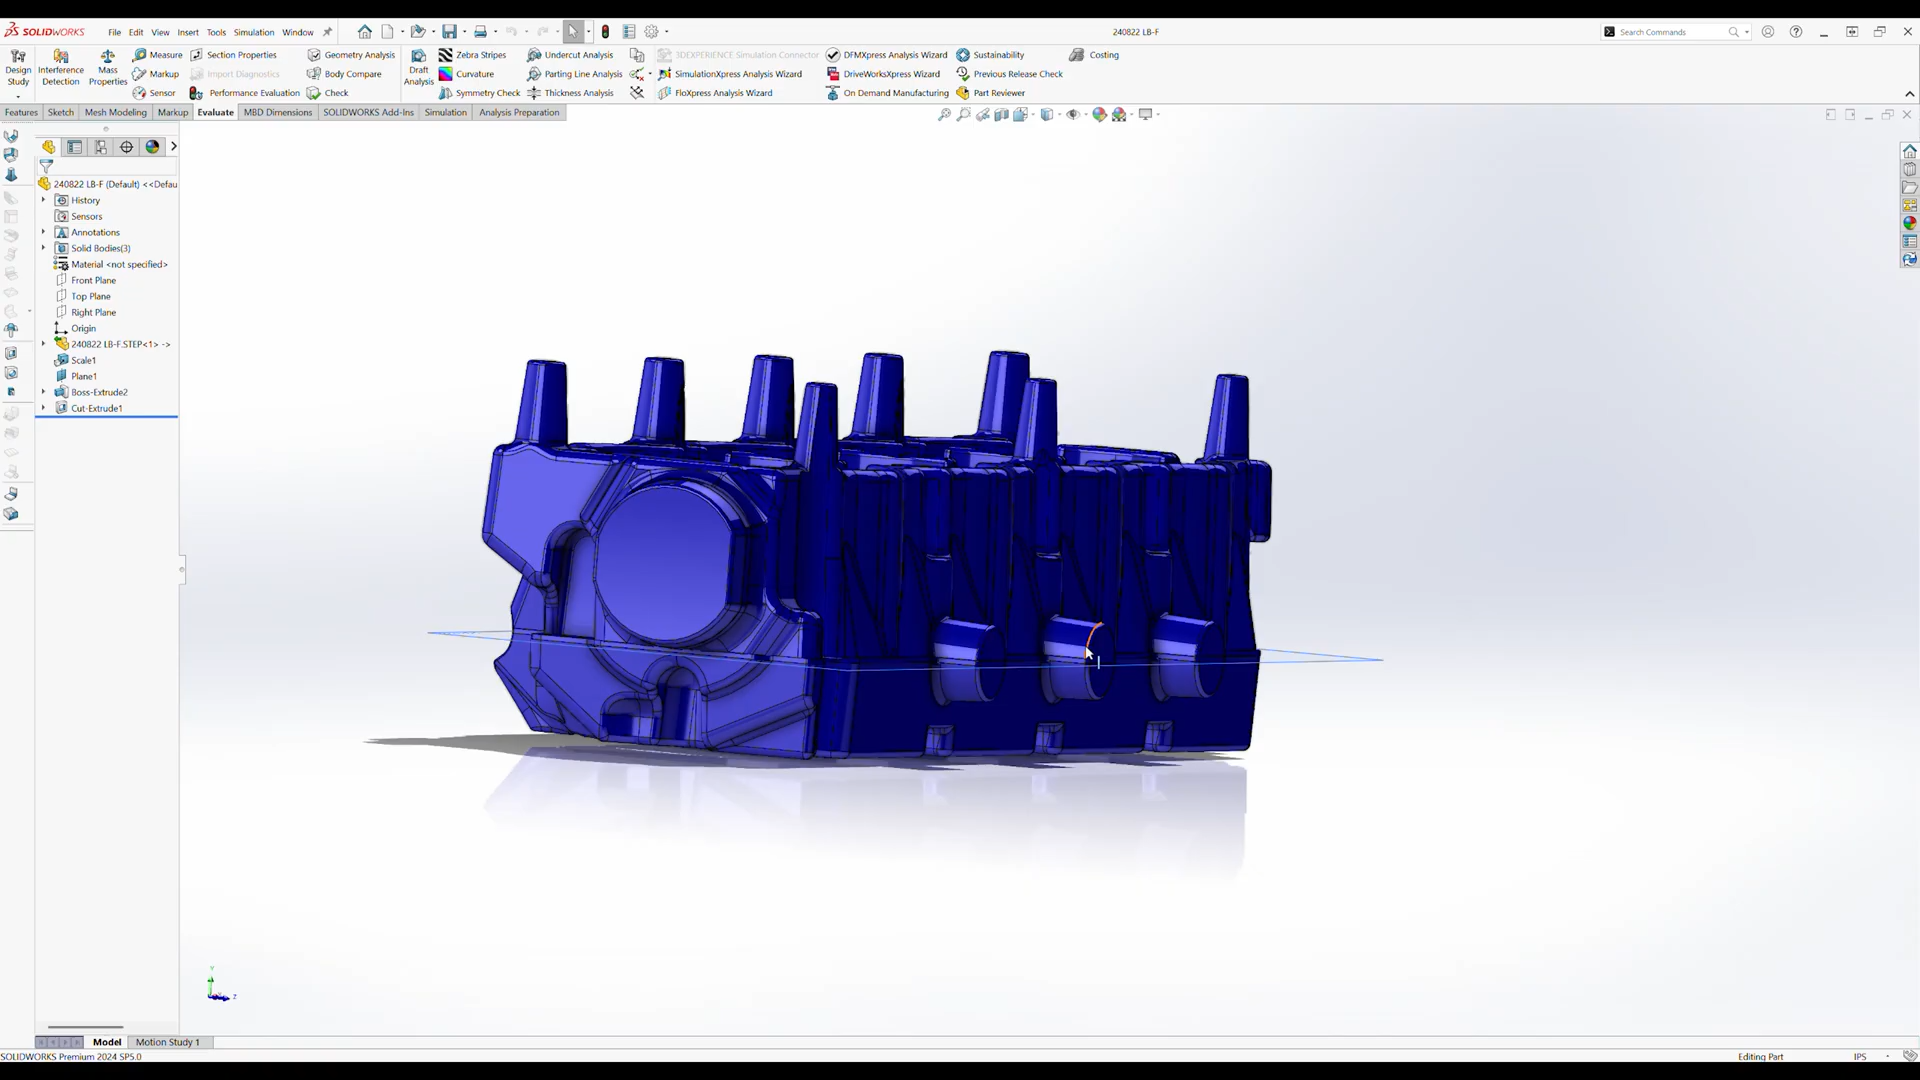 SOLIDWORKS
File Edit View Insert Tools Simulation Window
240822 LB-F
Search Commands
Design Study
Interference Detection
Mass Properties
Measure
Markup
Sensor
Section Properties
Import Diagnostics
Performance Evaluation
Geometry Analysis
Body Compare
Check
Draft Analysis
Zebra Stripes
Curvature
Symmetry Check
Undercut Analysis
Parting Line Analysis
Thickness Analysis
3DEXPERIENCE Simulation Connector
SimulationXpress Analysis Wizard
FloXpress Analysis Wizard
DFMXpress Analysis Wizard
DriveWorksXpress Wizard
On Demand Manufacturing
Sustainability
Previous Release Check
Part Reviewer
Costing
Features Sketch Mesh Modeling Markup Evaluate MBD Dimensions SOLIDWORKS Add-Ins Simulation Analysis Preparation
240822 LB-F (Default) <<Defau
History
Sensors
Annotations
Solid Bodies(3)
Material <not specified>
Front Plane
Top Plane
Right Plane
Origin
240822 LB-F.STEP<1> ->
Scale1
Plane1
Boss-Extrude2
Cut-Extrude1
Y
Z
Model Motion Study 1
SOLIDWORKS Premium 2024 SP5.0
Editing Part
IPS